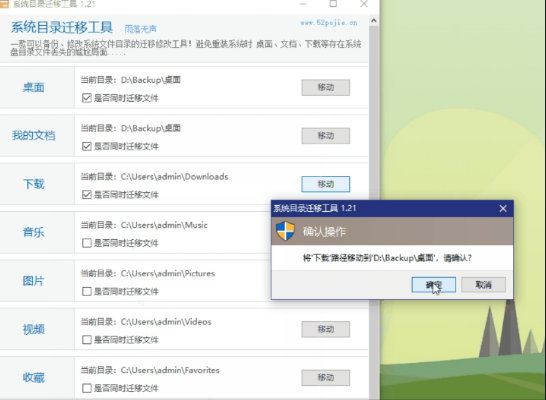 系统目录迁移工具 1.21
系统目录迁移工具 雨落无声
www.52pojie.cn
一款可以备份、修改系统文件目录的迁移修改工具！避免重装系统时 桌面、文档、下载等存在系统
盘目录文件丢失的尴尬局面.....
桌面
当前目录：D:\Backup\桌面
是否同时迁移文件
移动
我的文档
当前目录：D:\Backup\桌面
是否同时迁移文件
移动
下载
当前目录：C:\Users\admin\Downloads
是否同时迁移文件
移动
音乐
当前目录：C:\Users\admin\Music
是否同时迁移文件
图片
当前目录：C:\Users\admin\Pictures
是否同时迁移文件
视频
当前目录：C:\Users\admin\Videos
是否同时迁移文件
移动
收藏
当前目录：C:\Users\admin\Favorites
是否同时迁移文件
移动
系统目录迁移工具 1.21
确认操作
将'下载'路径移动到'D:\Backup\桌面'，请确认？
确定
取消